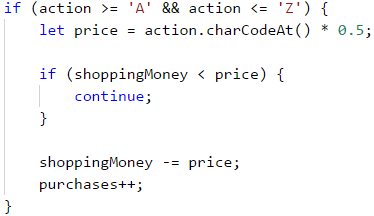 if (action >= 'A' && action <= 'Z') {
    let price = action.charCodeAt() * 0.5;

    if (shoppingMoney < price) {
        continue;
    }

    shoppingMoney -= price;
    purchases++;
}